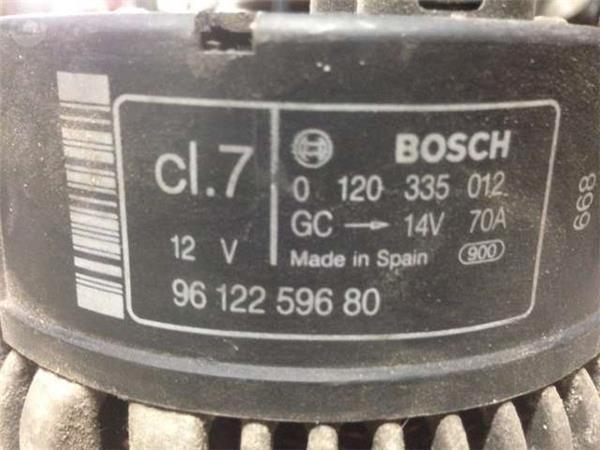 cl.7
12 V
BOSCH
0 120 335 012
GC → 14V 70A
Made in Spain 900
96 122 596 80
668